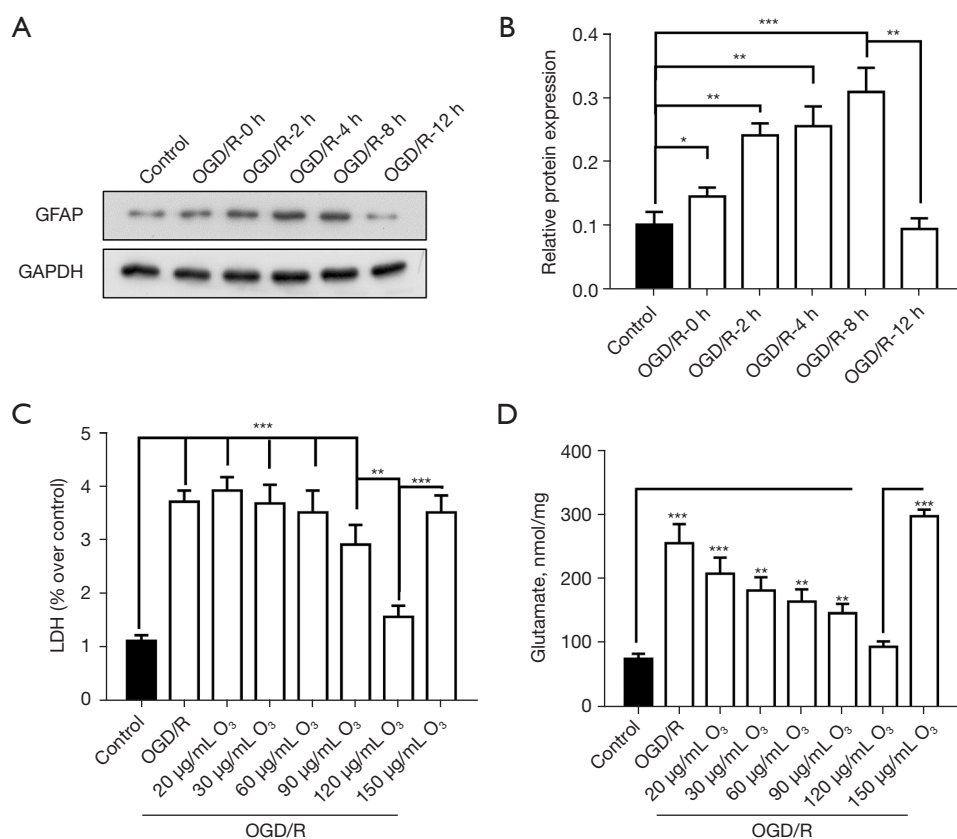 A
Control
OGD/R-0 h
OGD/R-2 h
OGD/R-4 h
OGD/R-8 h
OGD/R-12 h
GFAP
GAPDH
B
Relative protein expression
0.4
0.3
0.2
0.1
0.0
***
**
**
**
*
Control
OGD/R-0 h
OGD/R-2 h
OGD/R-4 h
OGD/R-8 h
OGD/R-12 h
C
LDH (% over control)
5
4
3
2
1
0
***
**
***
Control
OGD/R
20 µg/mL O₃
30 µg/mL O₃
60 µg/mL O₃
90 µg/mL O₃
120 µg/mL O₃
150 µg/mL O₃
OGD/R
D
Glutamate, nmol/mg
400
300
200
100
0
***
***
**
**
**
***
Control
OGD/R
20 µg/mL O₃
30 µg/mL O₃
60 µg/mL O₃
90 µg/mL O₃
120 µg/mL O₃
150 µg/mL O₃
OGD/R